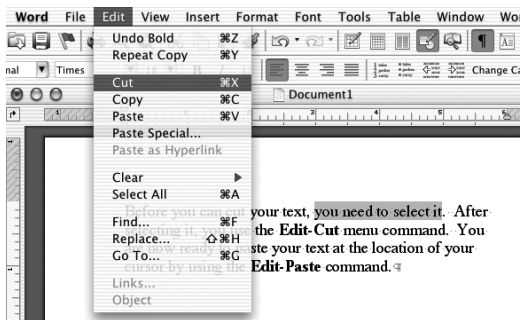 Word File Edit View Insert Format Font Tools Table Window
Times
Change
Document1
Undo Bold ⌘Z
Repeat Copy ⌘Y
Cut ⌘X
Copy ⌘C
Paste ⌘V
Paste Special...
Paste as Hyperlink
Clear
Select All ⌘A
Find... ⌘F
Replace... ⇧⌘H
Go To... ⌘G
Links...
Object
Before you can cut your text, you need to select it. After
selecting it, you use the Edit-Cut menu command. You
are now ready to paste your text at the location of your
cursor by using the Edit-Paste command.¶